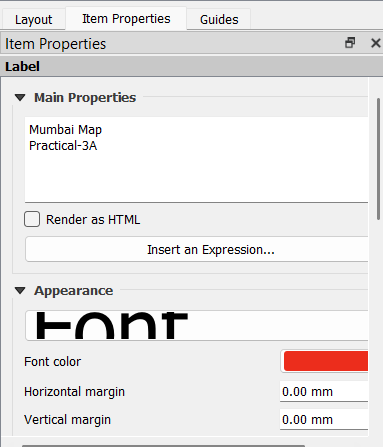 Layout Item Properties Guides
Item Properties
Label
Main Properties
Mumbai Map
Practical-3A
Render as HTML
Insert an Expression...
Appearance
Font
Font color
Horizontal margin 0.00 mm
Vertical margin 0.00 mm